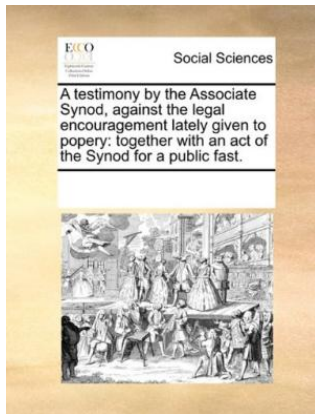 ECCO
Social Sciences
A testimony by the Associate
Synod, against the legal
encouragement lately given to
popery: together with an act of
the Synod for a public fast.